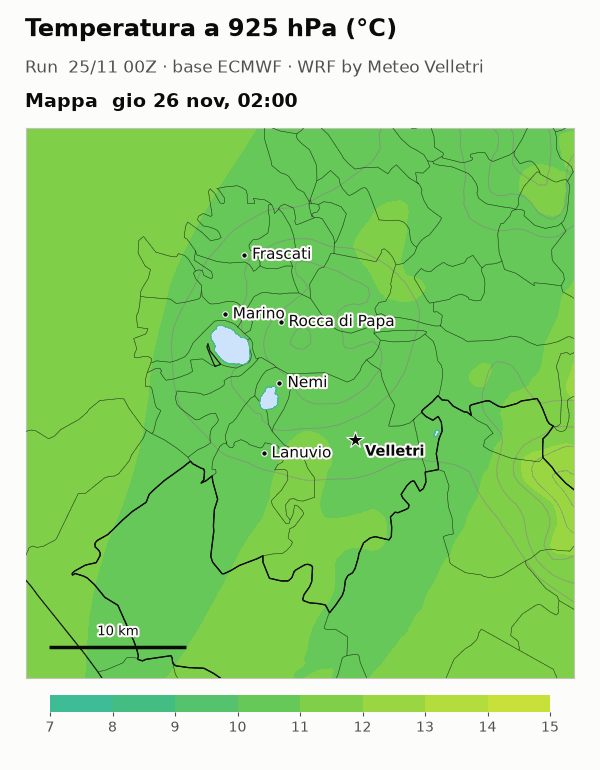 Temperatura a 925 hPa (°C)
Run  25/11 00Z · base ECMWF · WRF by Meteo Velletri
Mappa  gio 26 nov, 02:00
Frascati
Marino
Rocca di Papa
Nemi
Lanuvio
Velletri
10 km
7 8 9 10 11 12 13 14 15